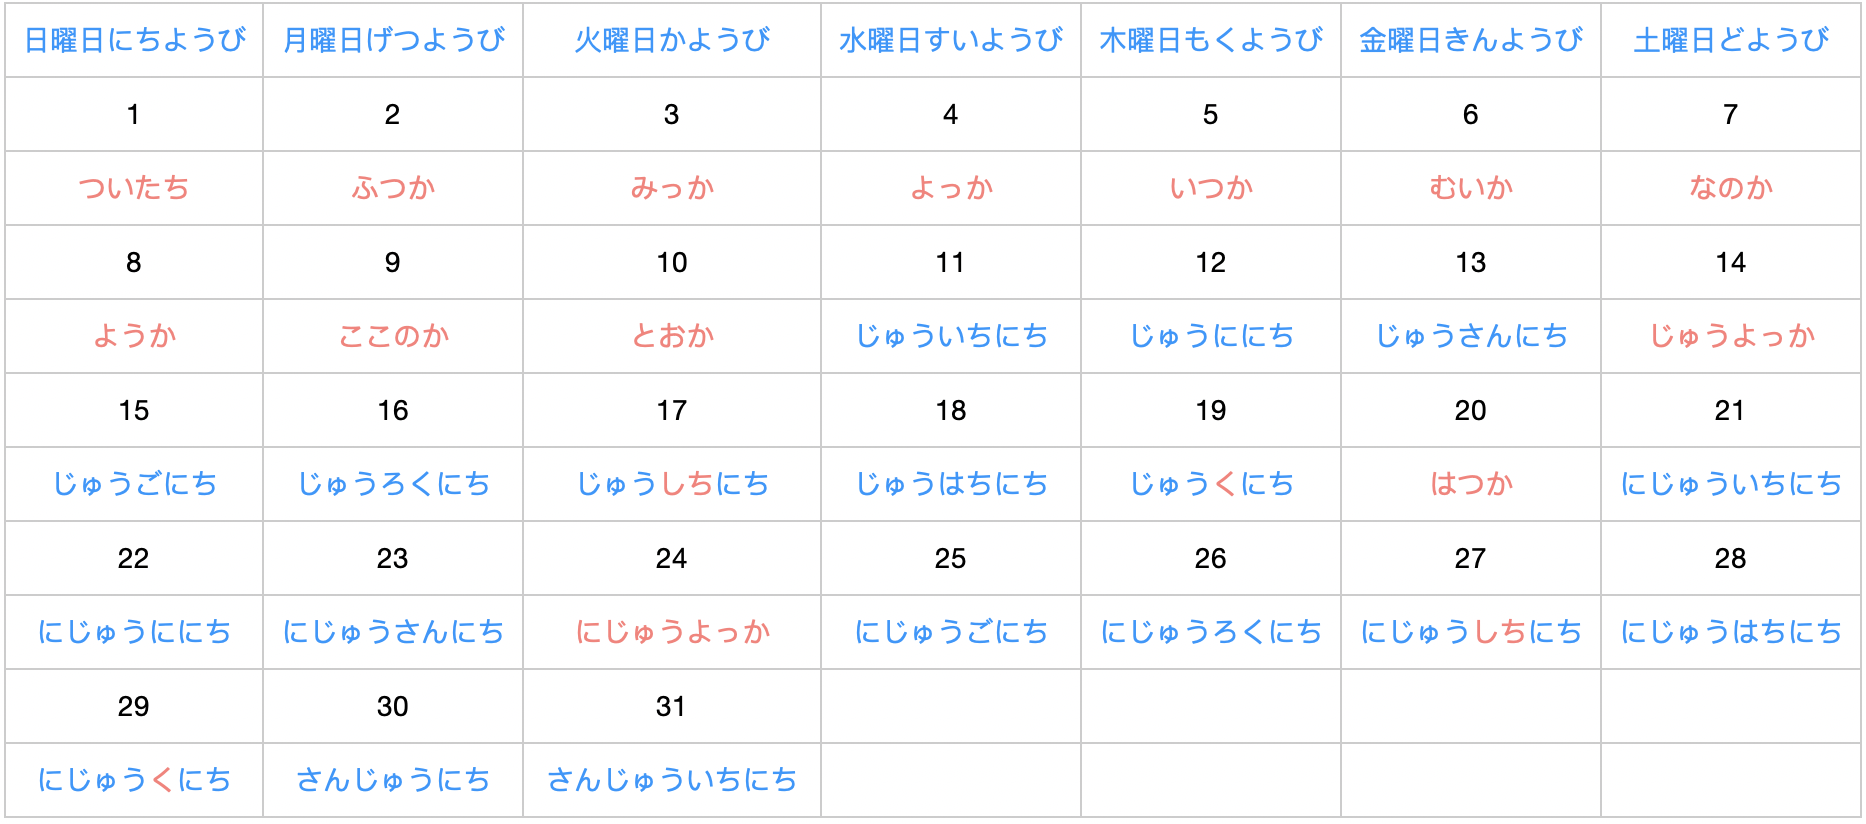 日曜日にちようび 月曜日げつようび 火曜日かようび 水曜日すいようび 木曜日もくようび 金曜日きんようび 土曜日どようび
1 2 3 4 5 6 7
ついたち ふつか みっか よっか いつか むいか なのか
8 9 10 11 12 13 14
ようか ここのか とおか じゅういちにち じゅうににち じゅうさんにち じゅうよっか
15 16 17 18 19 20 21
じゅうごにち じゅうろくにち じゅうしちにち じゅうはちにち じゅうくにち はつか にじゅういちにち
22 23 24 25 26 27 28
にじゅうににち にじゅうさんにち にじゅうよっか にじゅうごにち にじゅうろくにち にじゅうしちにち にじゅうはちにち
29 30 31
にじゅうくにち さんじゅうにち さんじゅういちにち